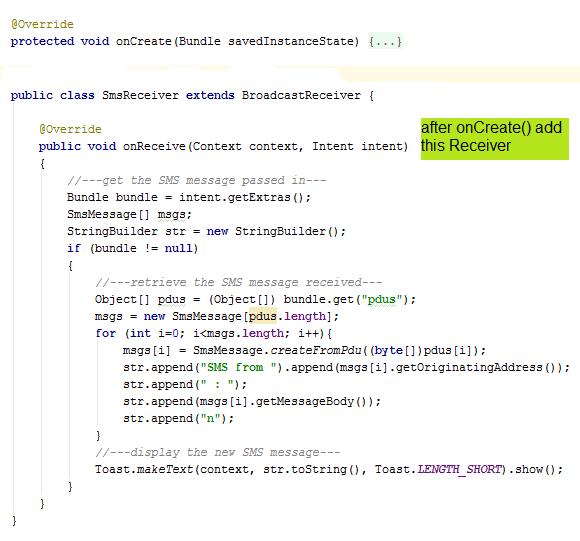 @Override
protected void onCreate(Bundle savedInstanceState) {...}
public class SmsReceiver extends BroadcastReceiver {
@Override
public void onReceive(Context context, Intent intent)
after onCreate() add
this Receiver
{
//---get the SMS message passed in---
Bundle bundle = intent.getExtras();
SmsMessage[] msgs;
StringBuilder str = new StringBuilder();
if (bundle != null)
{
//---retrieve the SMS message received---
Object[] pdus = (Object[]) bundle.get("pdus");
msgs = new SmsMessage[pdus.length];
for (int i=0; i<msgs.length; i++){
msgs[i] = SmsMessage.createFromPdu((byte[])pdus[i]);
str.append("SMS from ").append(msgs[i].getOriginatingAddress());
str.append(" : ");
str.append(msgs[i].getMessageBody());
str.append("n");
}
//---display the new SMS message---
Toast.makeText(context, str.toString(), Toast.LENGTH_SHORT).show();
}
}
}